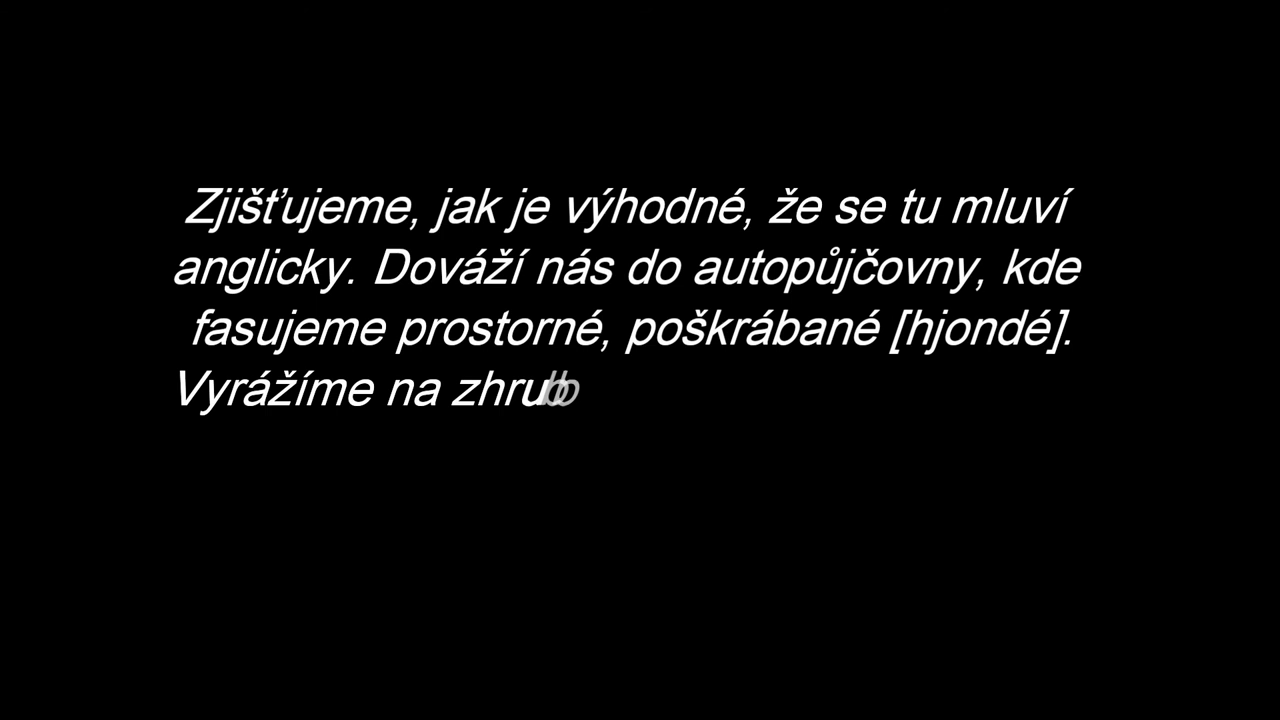 Zjišťujeme, jak je výhodné, že se tu mluví
anglicky. Dováží nás do autopůjčovny, kde
fasujeme prostorné, poškrábané [hjondé].
Vyrážíme na